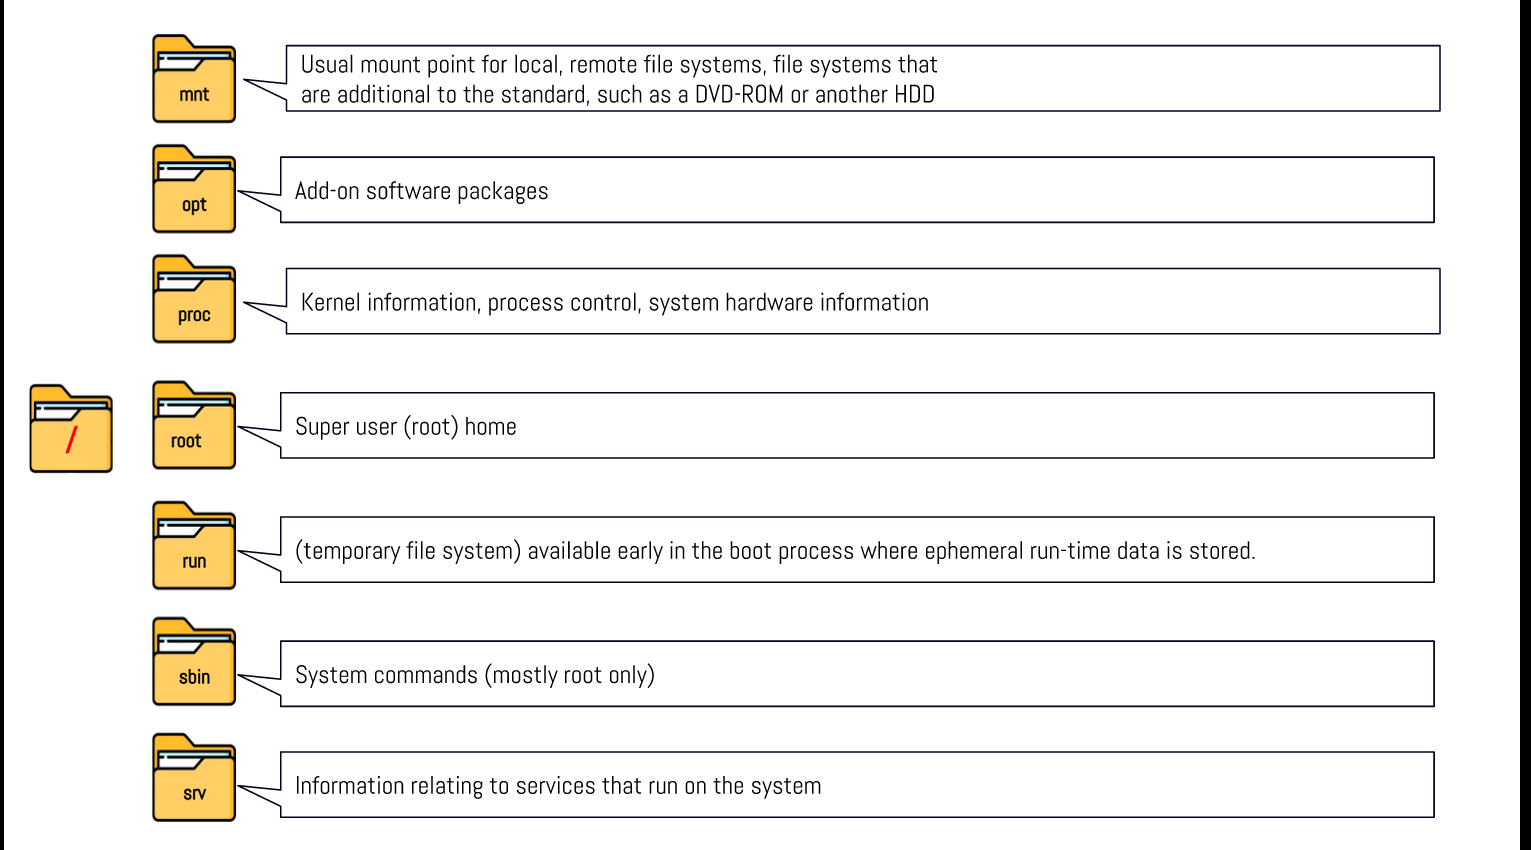 mnt
Usual mount point for local, remote file systems, file systems that
are additional to the standard, such as a DVD-ROM or another HDD
opt
Add-on software packages
proc
Kernel information, process control, system hardware information
/
root
Super user (root) home
run
(temporary file system) available early in the boot process where ephemeral run-time data is stored.
sbin
System commands (mostly root only)
srv
Information relating to services that run on the system